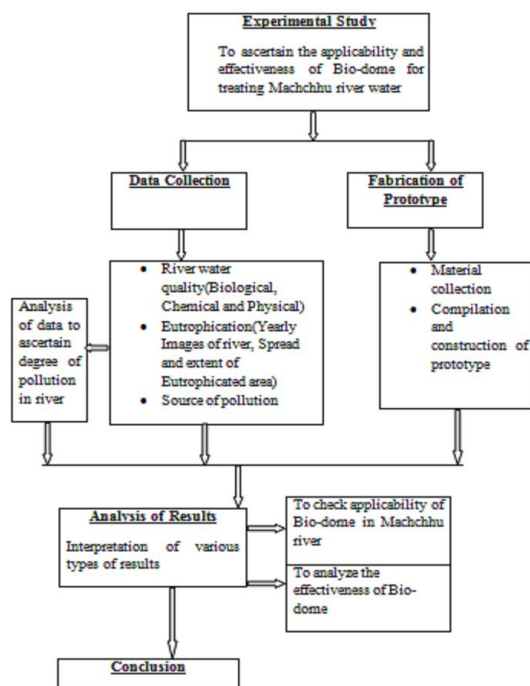 Experimental Study
To ascertain the applicability and
effectiveness of Bio-dome for
treating Machchhu river water
Data Collection
Fabrication of
Prototype
• River water
quality(Biological,
Chemical and Physical)
• Eutrophication(Yearly
Images of river, Spread
and extent of
Eutrophicated area)
• Source of pollution
• Material
collection
• Compilation
and
construction of
prototype
Analysis
of data to
ascertain
degree of
pollution
in river
Analysis of Results
Interpretation of various
types of results
To check applicability of
Bio-dome in Machchhu
river
To analyze the
effectiveness of Bio-
dome
Conclusion